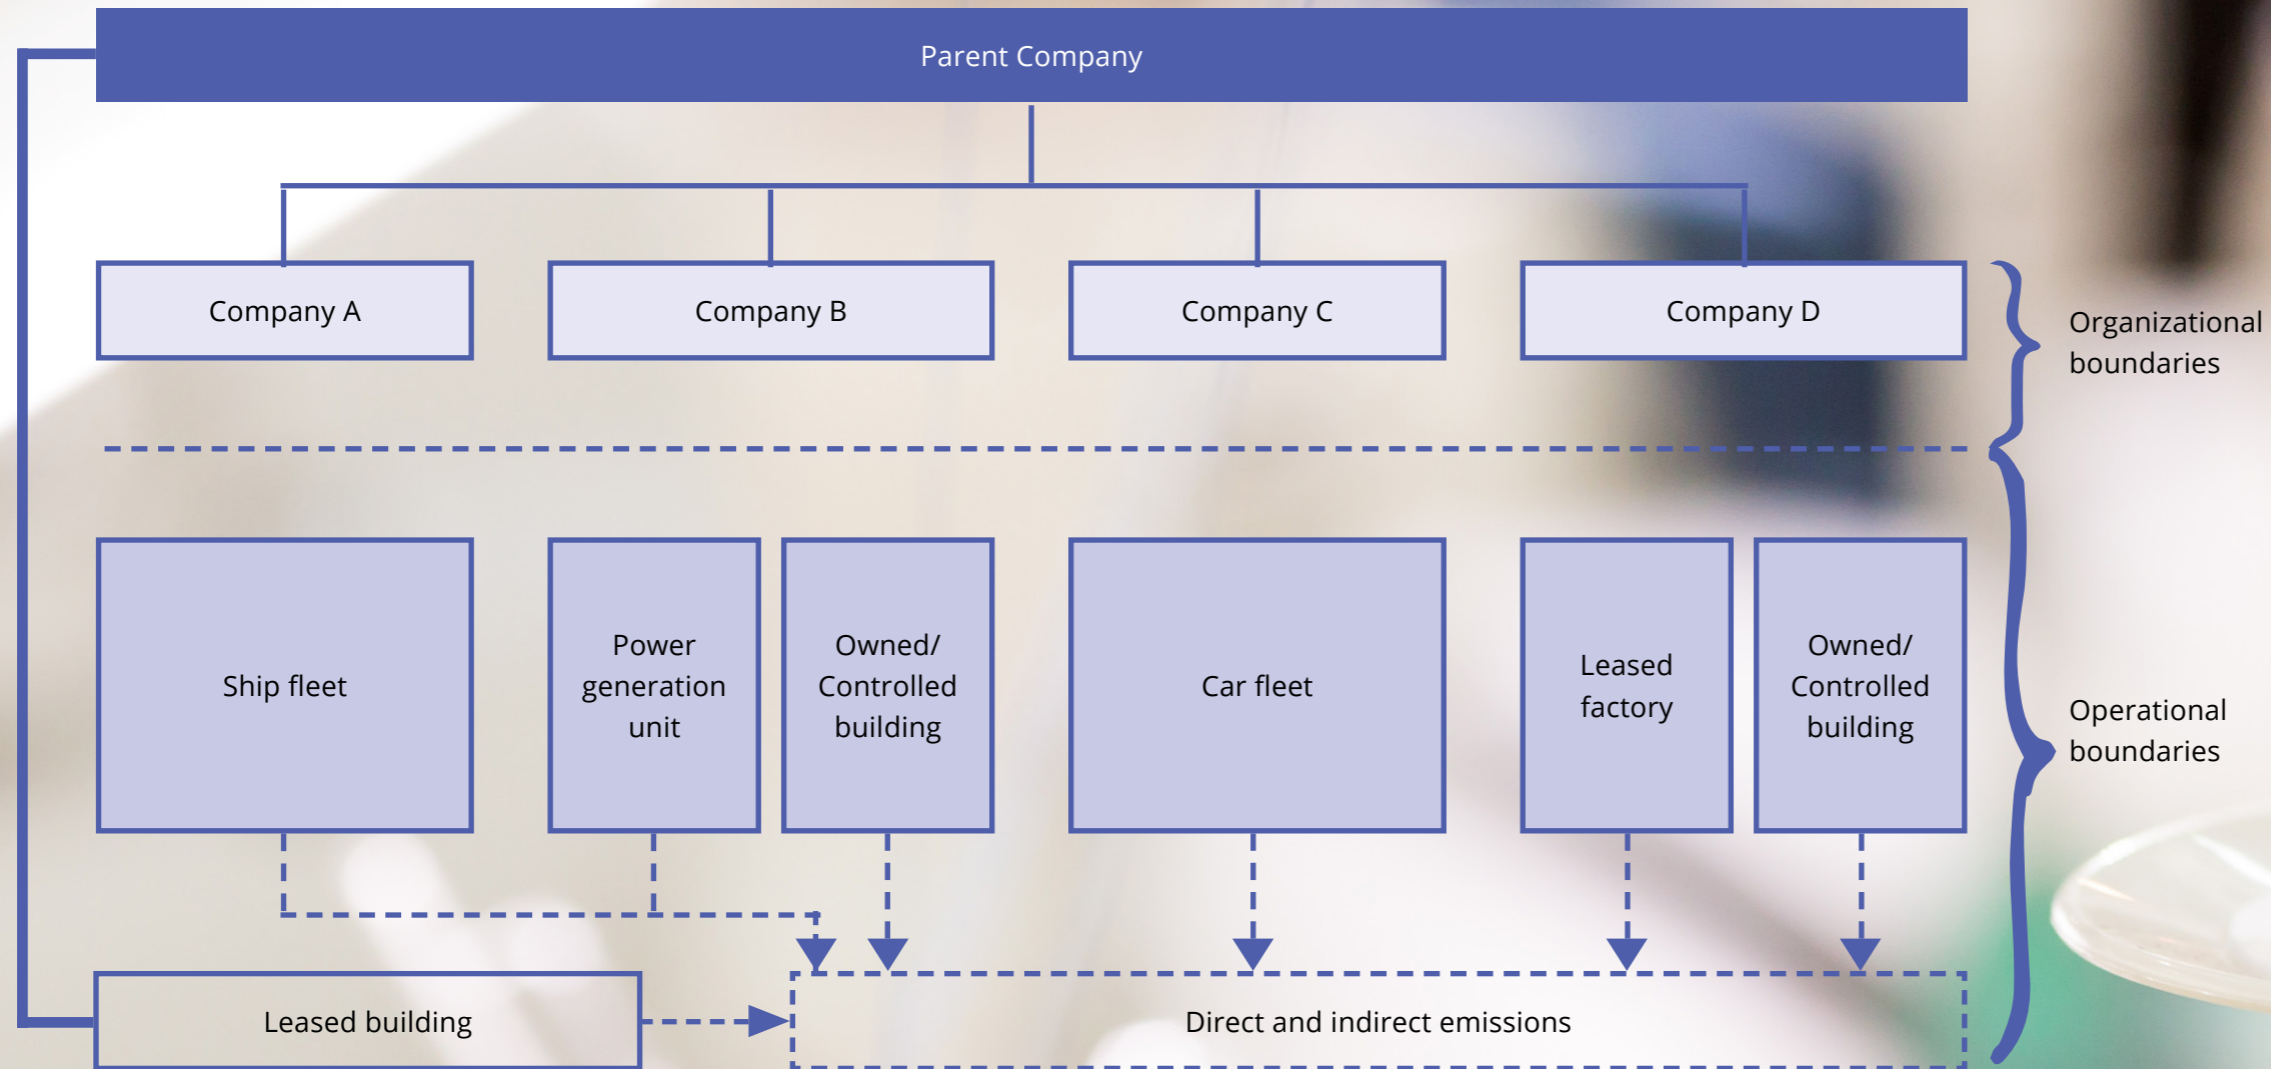 Parent Company
Company A
Company B
Company C
Company D
Organizational
boundaries
Ship fleet
Power
generation
unit
Owned/
Controlled
building
Car fleet
Leased
factory
Owned/
Controlled
building
Operational
boundaries
Leased building
Direct and indirect emissions